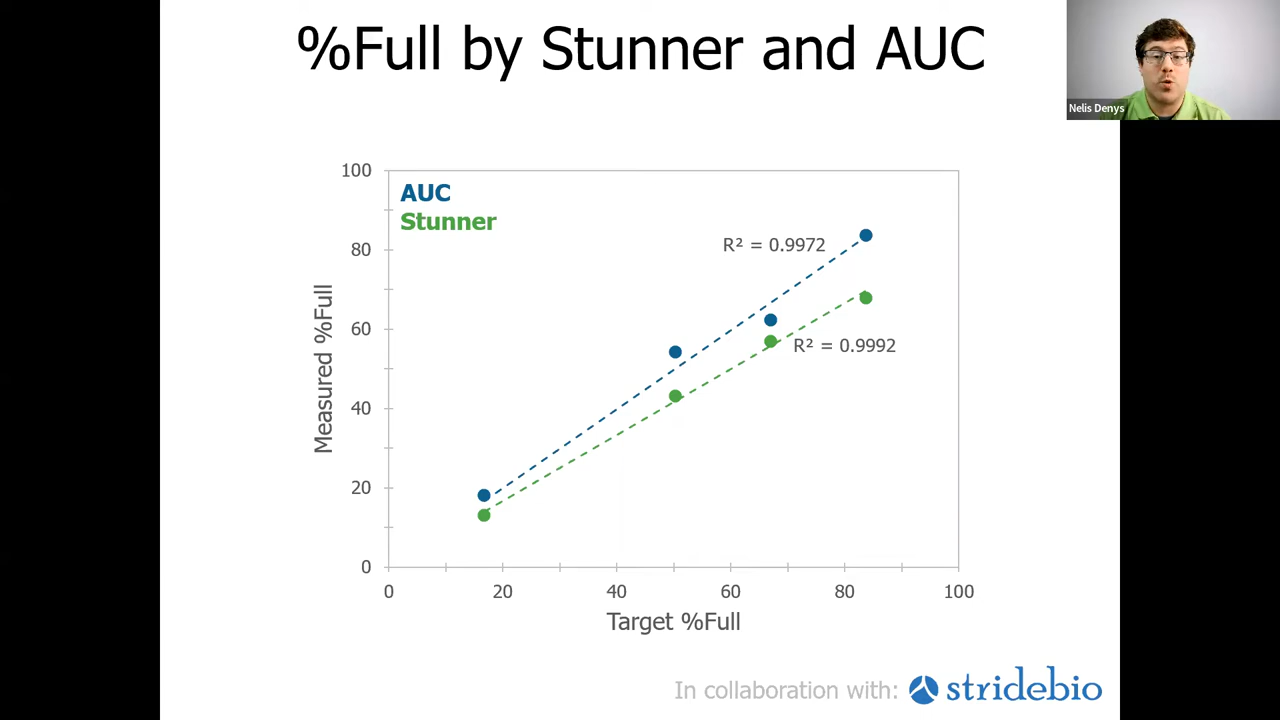 %Full by Stunner and AUC
Nelis Denys
AUC
Stunner
R² = 0.9972
R² = 0.9992
100
80
60
40
20
0
Measured %Full
0 20 40 60 80 100
Target %Full
In collaboration with: stridebio